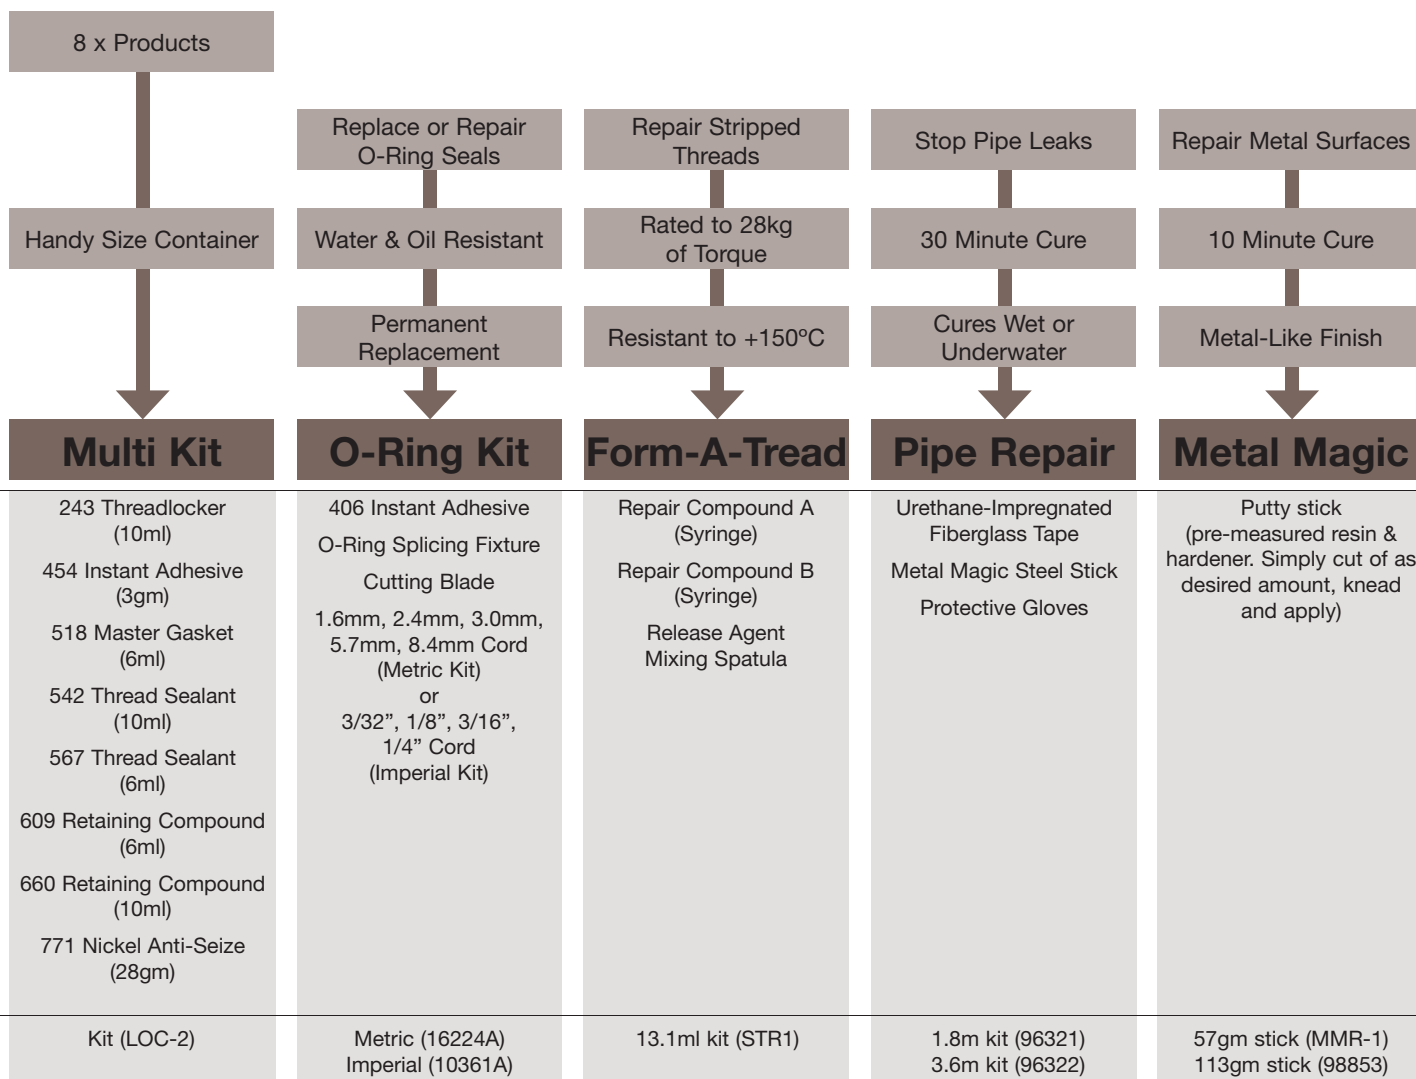 8 x Products
Handy Size Container
Multi Kit
243 Threadlocker
(10ml)
454 Instant Adhesive
(3gm)
518 Master Gasket
(6ml)
542 Thread Sealant
(10ml)
567 Thread Sealant
(6ml)
609 Retaining Compound
(6ml)
660 Retaining Compound
(10ml)
771 Nickel Anti-Seize
(28gm)
Kit (LOC-2)
Replace or Repair
O-Ring Seals
Water & Oil Resistant
Permanent
Replacement
O-Ring Kit
406 Instant Adhesive
O-Ring Splicing Fixture
Cutting Blade
1.6mm, 2.4mm, 3.0mm,
5.7mm, 8.4mm Cord
(Metric Kit)
or
3/32”, 1/8”, 3/16”,
1/4” Cord
(Imperial Kit)
Metric (16224A)
Imperial (10361A)
Repair Stripped
Threads
Rated to 28kg
of Torque
Resistant to +150ºC
Form-A-Tread
Repair Compound A
(Syringe)
Repair Compound B
(Syringe)
Release Agent
Mixing Spatula
13.1ml kit (STR1)
Stop Pipe Leaks
30 Minute Cure
Cures Wet or
Underwater
Pipe Repair
Urethane-Impregnated
Fiberglass Tape
Metal Magic Steel Stick
Protective Gloves
1.8m kit (96321)
3.6m kit (96322)
Repair Metal Surfaces
10 Minute Cure
Metal-Like Finish
Metal Magic
Putty stick
(pre-measured resin &
hardener. Simply cut of as
desired amount, knead
and apply)
57gm stick (MMR-1)
113gm stick (98853)